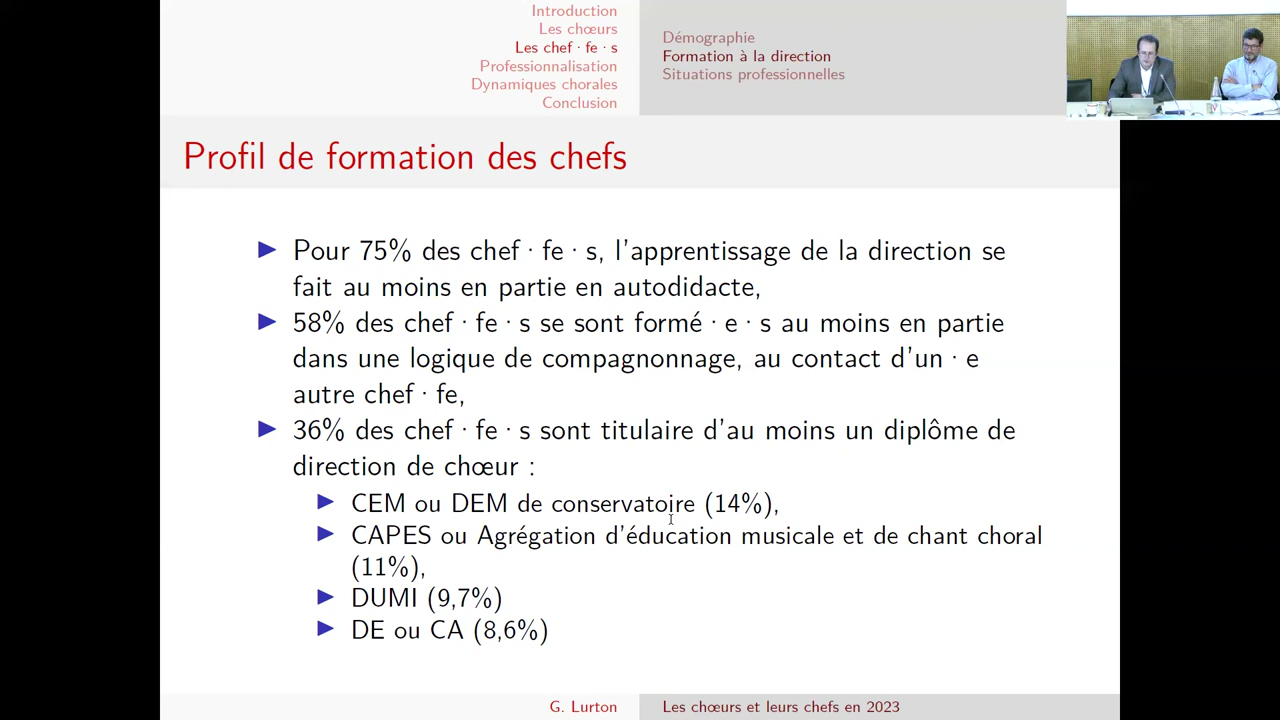 Introduction
Les chœurs
Les chef · fe · s
Professionnalisation
Dynamiques chorales
Conclusion
Démographie
Formation à la direction
Situations professionnelles
Profil de formation des chefs
Pour 75% des chef · fe · s, l'apprentissage de la direction se
fait au moins en partie en autodidacte,
58% des chef · fe · s se sont formé · e · s au moins en partie
dans une logique de compagnonnage, au contact d'un · e
autre chef · fe,
36% des chef · fe · s sont titulaire d'au moins un diplôme de
direction de chœur :
CEM ou DEM de conservatoire (14%),
CAPES ou Agrégation d'éducation musicale et de chant choral
(11%),
DUMI (9,7%)
DE ou CA (8,6%)
G. Lurton
Les chœurs et leurs chefs en 2023